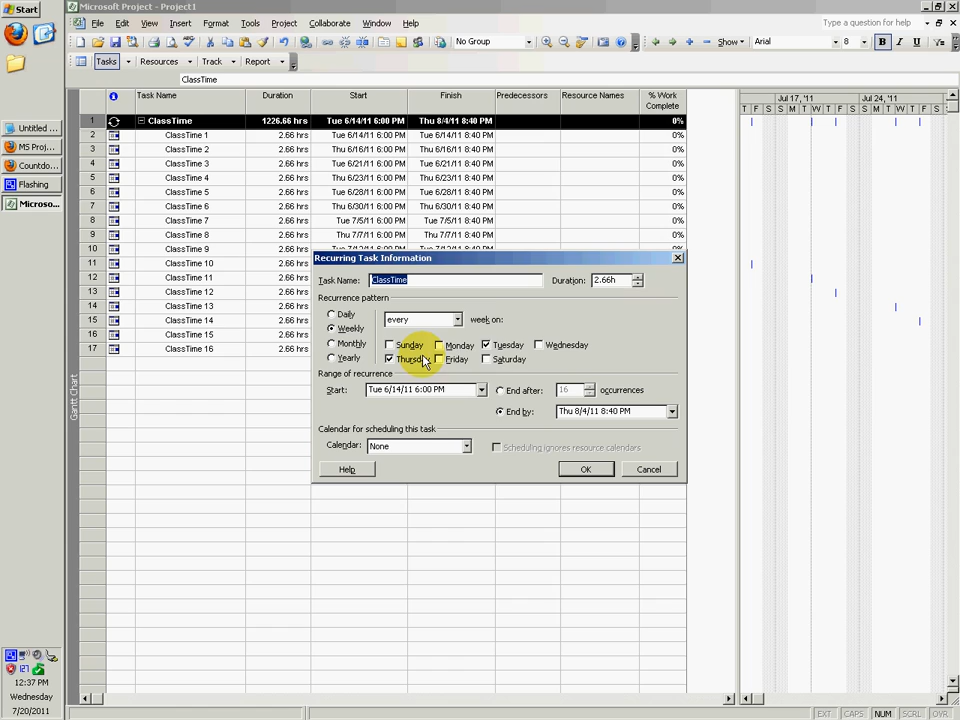 Start
Microsoft Project - Project1
File Edit View Insert Format Tools Project Collaborate Window Help
Type a question for help
No Group
Show
Arial
8
B I U
Tasks Resources Track Report
ClassTime
Task Name Duration Start Finish Predecessors Resource Names % Work Complete
Jul 17, '11 Jul 24, '11
T F S S M T W T F S S M T W T F S
1 ClassTime 1226.66 hrs Tue 6/14/11 6:00 PM Thu 8/4/11 8:40 PM 0%
2 ClassTime 1 2.66 hrs Tue 6/14/11 6:00 PM Tue 6/14/11 8:40 PM 0%
3 ClassTime 2 2.66 hrs Thu 6/16/11 6:00 PM Thu 6/16/11 8:40 PM 0%
4 ClassTime 3 2.66 hrs Tue 6/21/11 6:00 PM Tue 6/21/11 8:40 PM 0%
5 ClassTime 4 2.66 hrs Thu 6/23/11 6:00 PM Thu 6/23/11 8:40 PM 0%
6 ClassTime 5 2.66 hrs Tue 6/28/11 6:00 PM Tue 6/28/11 8:40 PM 0%
7 ClassTime 6 2.66 hrs Thu 6/30/11 6:00 PM Thu 6/30/11 8:40 PM 0%
8 ClassTime 7 2.66 hrs Tue 7/5/11 6:00 PM Tue 7/5/11 8:40 PM 0%
9 ClassTime 8 2.66 hrs Thu 7/7/11 6:00 PM Thu 7/7/11 8:40 PM 0%
10 ClassTime 9 2.66 hrs Tue 7/12/11 6:00 PM Tue 7/12/11 8:40 PM 0%
11 ClassTime 10 2.66 hrs
12 ClassTime 11 2.66 hrs
13 ClassTime 12 2.66 hrs
14 ClassTime 13 2.66 hrs
15 ClassTime 14 2.66 hrs
16 ClassTime 15 2.66 hrs
17 ClassTime 16 2.66 hrs
Untitled ...
MS Proj...
Countdo...
Flashing
Microso...
Gantt Chart
Recurring Task Information
Task Name: ClassTime Duration: 2.66h
Recurrence pattern
Daily
Weekly
Monthly
Yearly
every week on:
Sunday Monday Tuesday Wednesday
Thursday Friday Saturday
Range of recurrence
Start: Tue 6/14/11 6:00 PM End after: 16 occurrences
End by: Thu 8/4/11 8:40 PM
Calendar for scheduling this task
Calendar: None Scheduling ignores resource calendars
Help OK Cancel
12:37 PM
Wednesday
7/20/2011
EXT CAPS NUM SCRL OVR